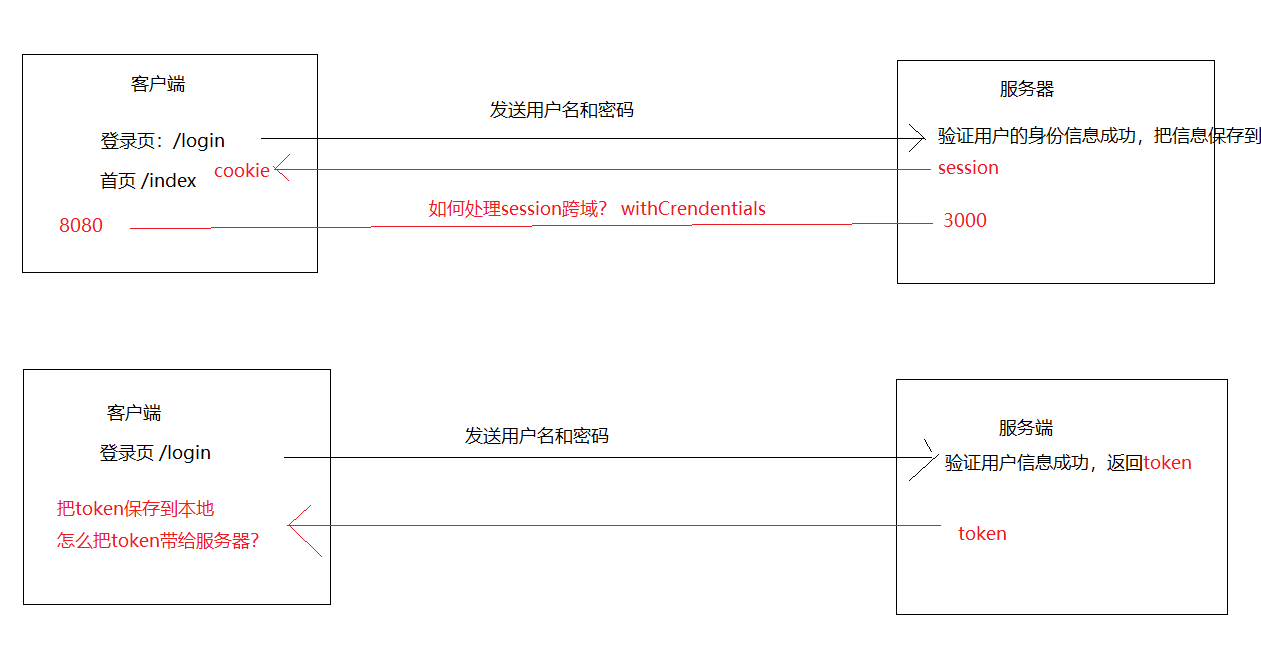 客户端
登录页：/login
首页 /index
cookie
8080
发送用户名和密码
如何处理session跨域？ withCrendentials
服务器
验证用户的身份信息成功，把信息保存到
session
3000
客户端
登录页 /login
把token保存到本地
怎么把token带给服务器？
发送用户名和密码
服务端
验证用户信息成功，返回token
token